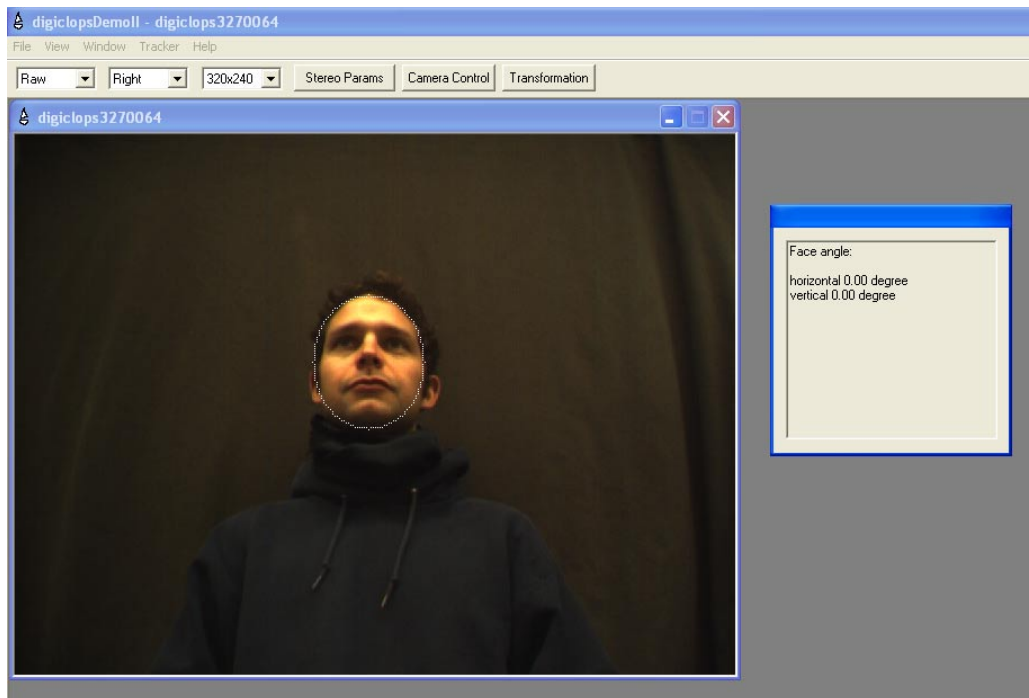 digiclopsDemoII - digiclops3270064
File View Window Tracker Help
Raw Right 320x240 Stereo Params Camera Control Transformation
digiclops3270064
Face angle:
horizontal 0.00 degree
vertical 0.00 degree